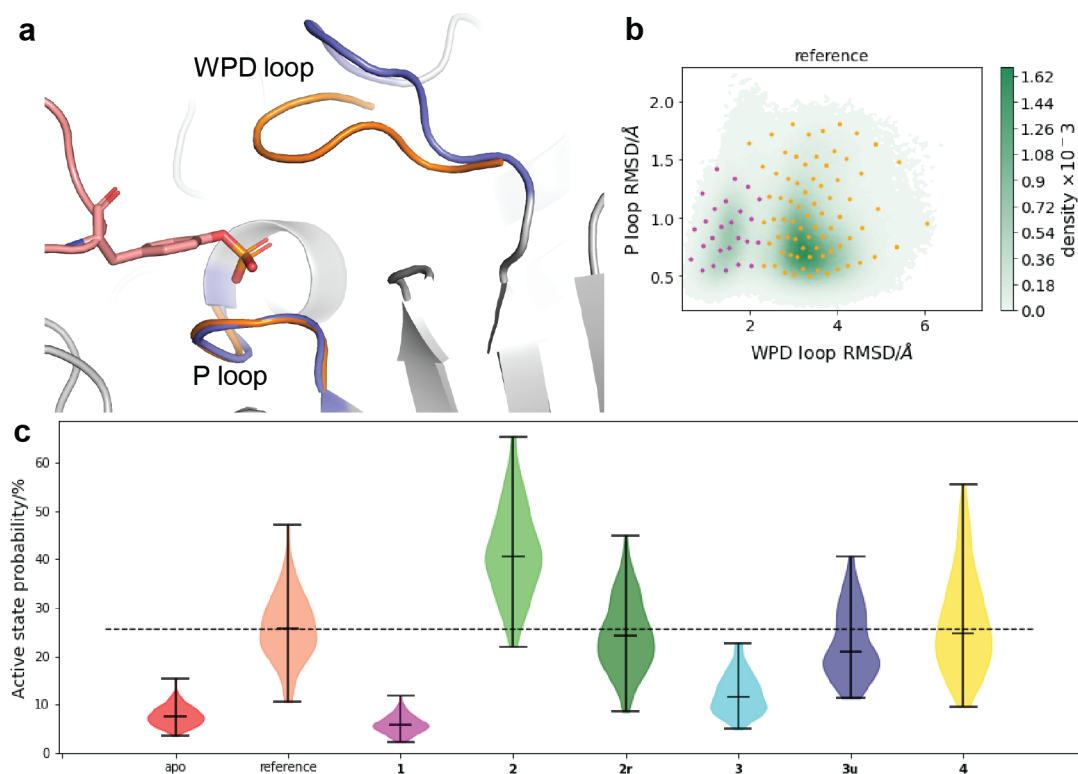 a
WPD loop
P loop
b
reference
2.0
1.5
1.0
0.5
P loop RMSD/Å
2
4
6
WPD loop RMSD/Å
1.62
1.44
1.26
1.08
0.9
0.72
0.54
0.36
0.18
0.0
density ×10⁻³
c
60
50
40
30
20
10
0
Active state probability/%
apo reference 1 2 2r 3 3u 4